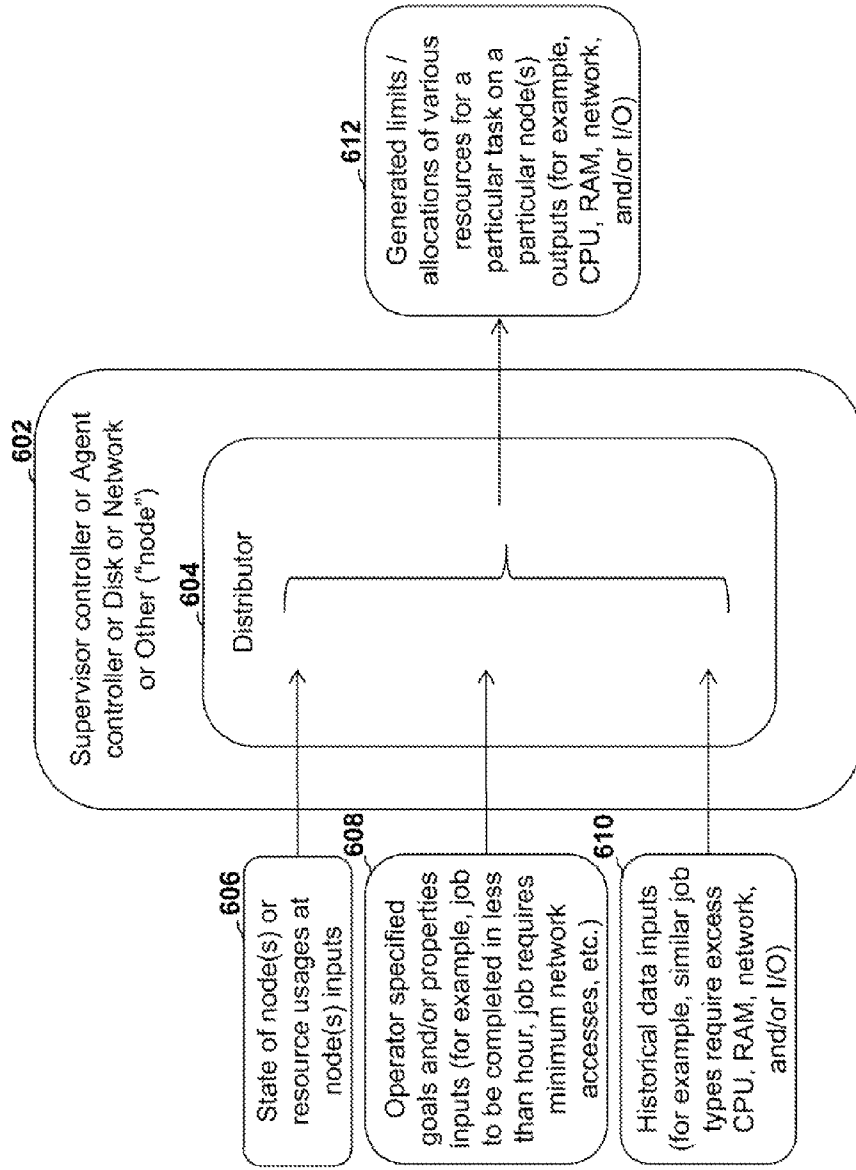 602
Supervisor controller or Agent
controller or Disk or Network
or Other ("node")
604
Distributor
606
State of node(s) or
resource usages at
node(s) inputs
608
Operator specified
goals and/or properties
inputs (for example, job
to be completed in less
than hour, job requires
minimum network
accesses, etc.)
610
Historical data inputs
(for example, similar job
types require excess
CPU, RAM, network,
and/or I/O)
612
Generated limits /
allocations of various
resources for a
particular task on a
particular node(s)
outputs (for example,
CPU, RAM, network,
and/or I/O)